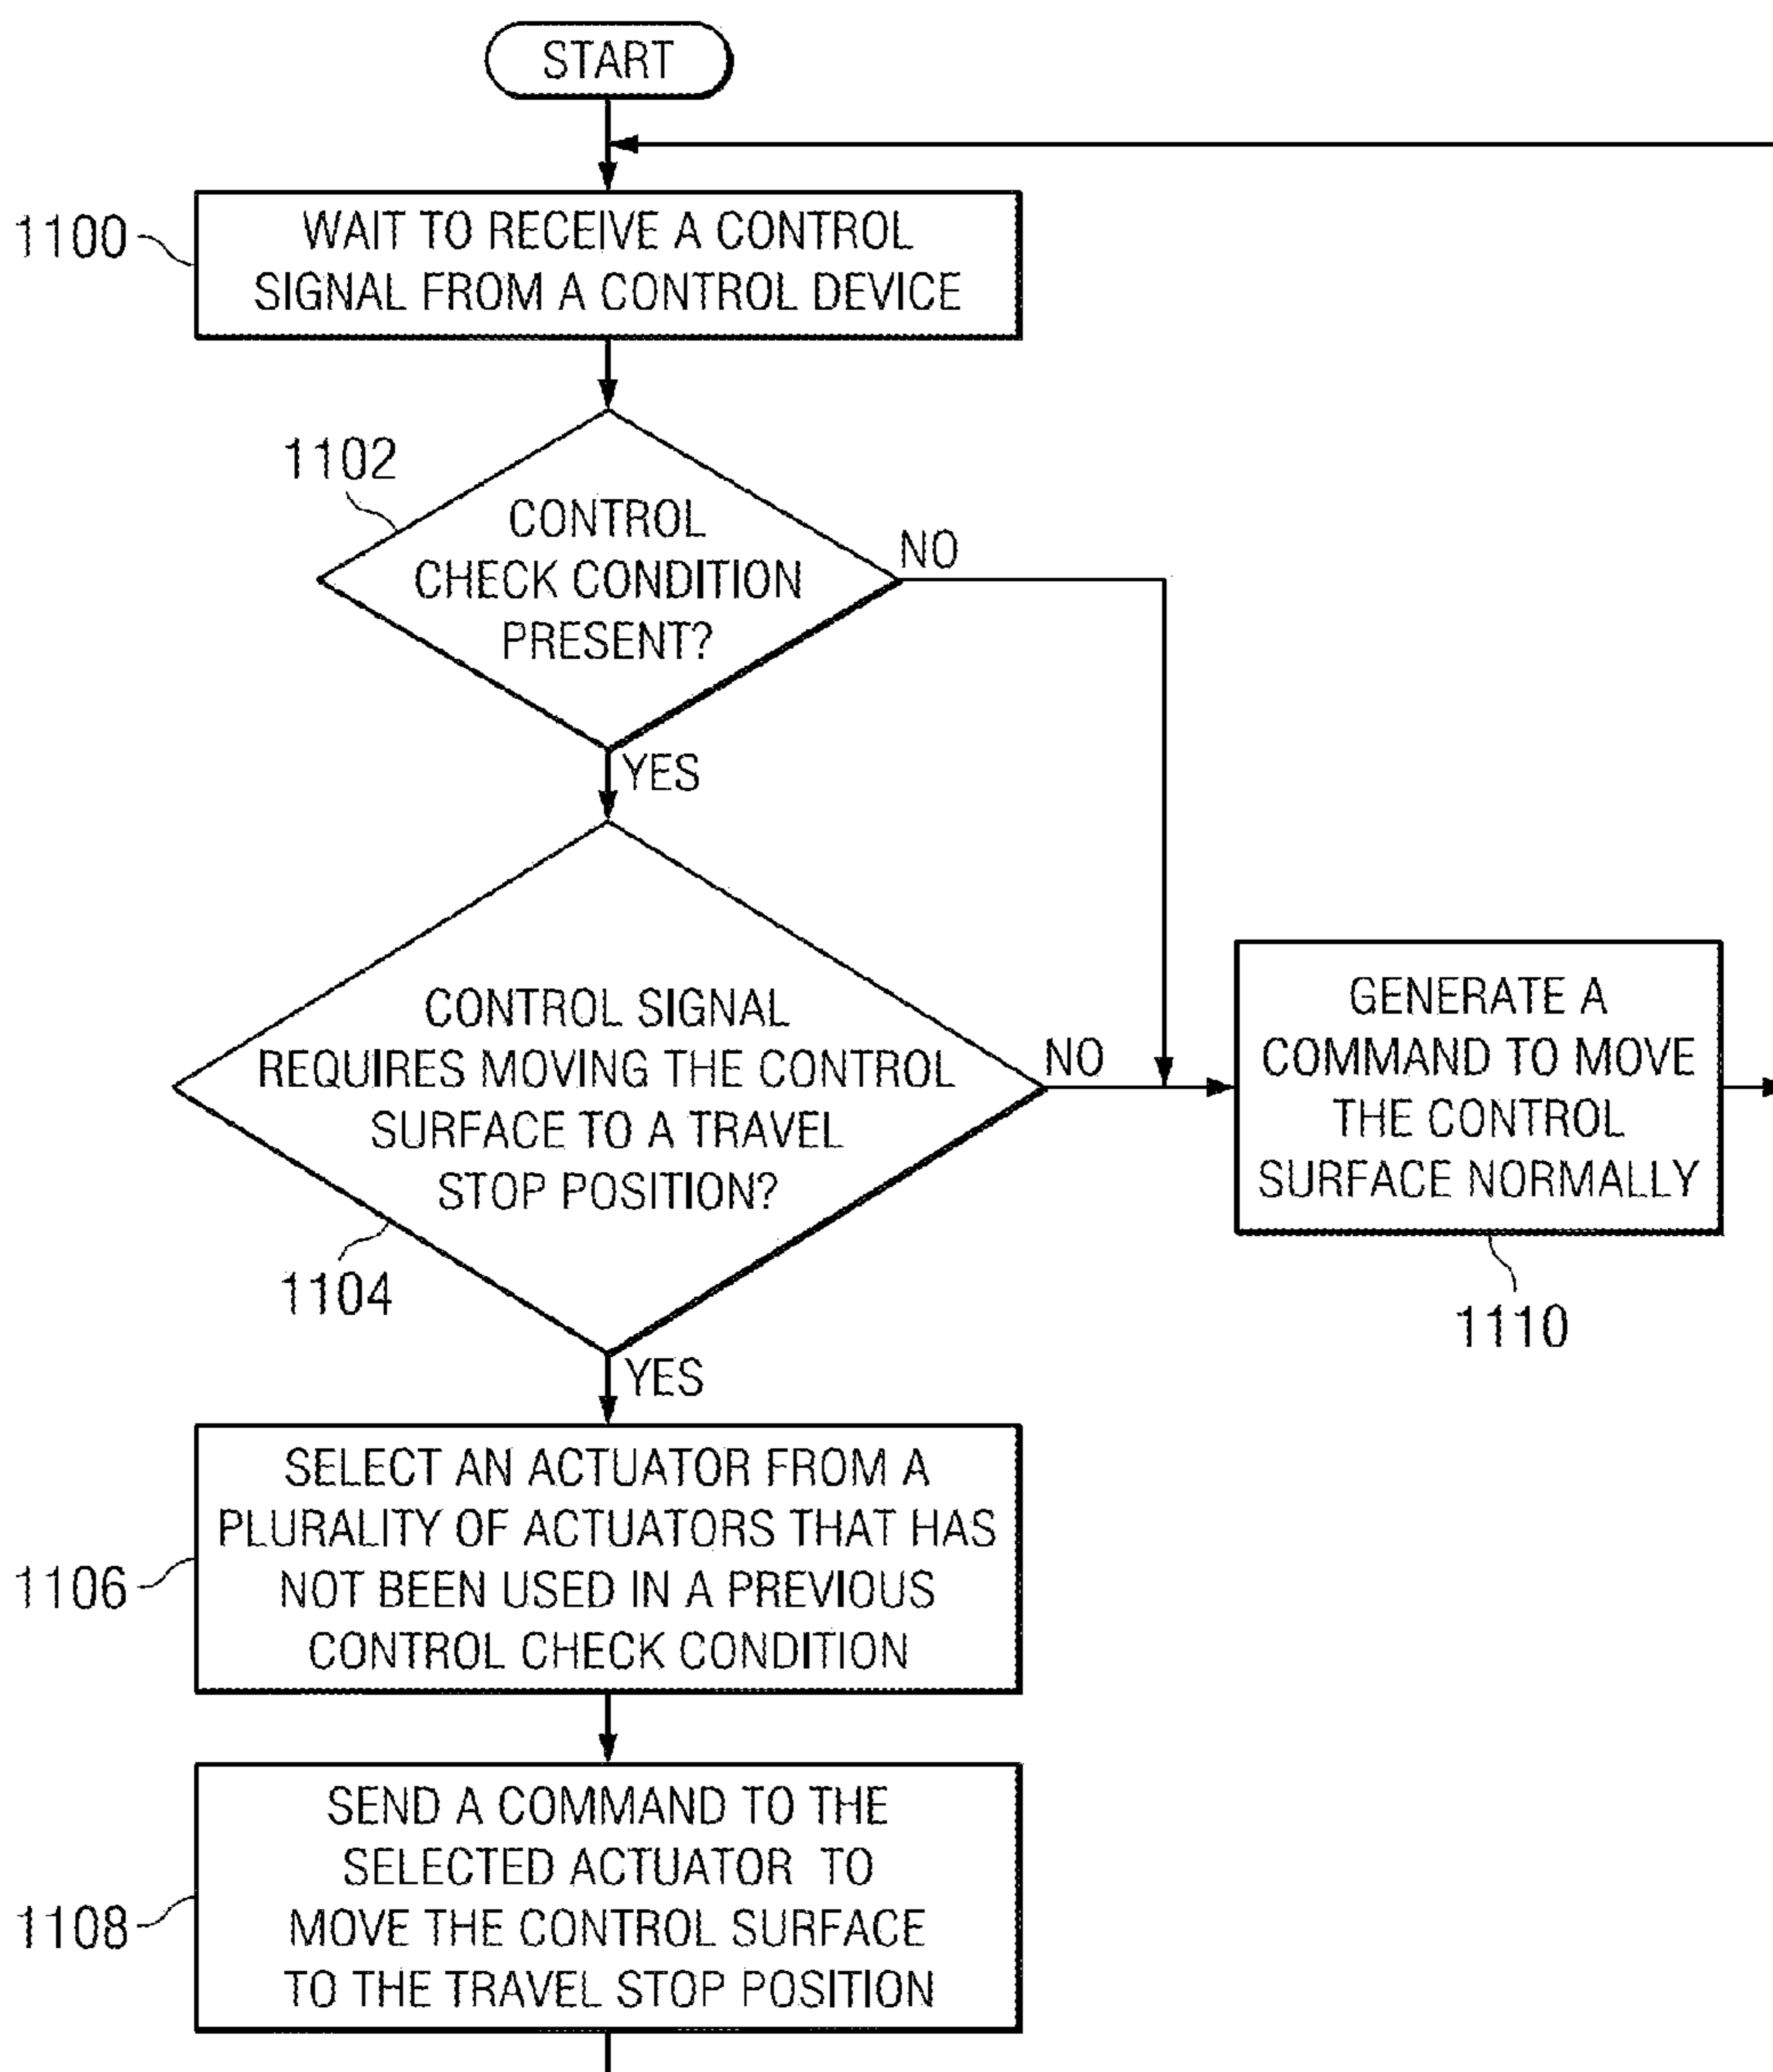 START
1100
WAIT TO RECEIVE A CONTROL
SIGNAL FROM A CONTROL DEVICE
1102
CONTROL
CHECK CONDITION
PRESENT?
NO
YES
CONTROL SIGNAL
REQUIRES MOVING THE CONTROL
SURFACE TO A TRAVEL
STOP POSITION?
NO
1104
YES
GENERATE A
COMMAND TO MOVE
THE CONTROL
SURFACE NORMALLY
1110
1106
SELECT AN ACTUATOR FROM A
PLURALITY OF ACTUATORS THAT HAS
NOT BEEN USED IN A PREVIOUS
CONTROL CHECK CONDITION
1108
SEND A COMMAND TO THE
SELECTED ACTUATOR TO
MOVE THE CONTROL SURFACE
TO THE TRAVEL STOP POSITION